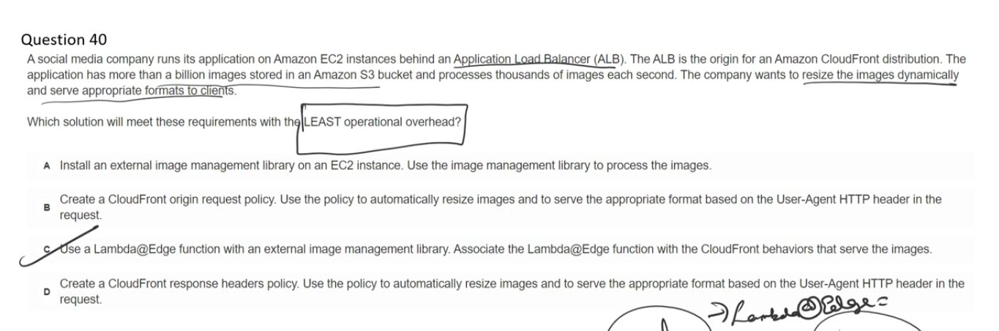 Question 40
A social media company runs its application on Amazon EC2 instances behind an Application Load Balancer (ALB). The ALB is the origin for an Amazon CloudFront distribution. The
application has more than a billion images stored in an Amazon S3 bucket and processes thousands of images each second. The company wants to resize the images dynamically
and serve appropriate formats to clients.
Which solution will meet these requirements with the LEAST operational overhead?
A Install an external image management library on an EC2 instance. Use the image management library to process the images.
B Create a CloudFront origin request policy. Use the policy to automatically resize images and to serve the appropriate format based on the User-Agent HTTP header in the
request.
C Use a Lambda@Edge function with an external image management library. Associate the Lambda@Edge function with the CloudFront behaviors that serve the images.
D Create a CloudFront response headers policy. Use the policy to automatically resize images and to serve the appropriate format based on the User-Agent HTTP header in the
request.
⇒ Lambda@Edge =